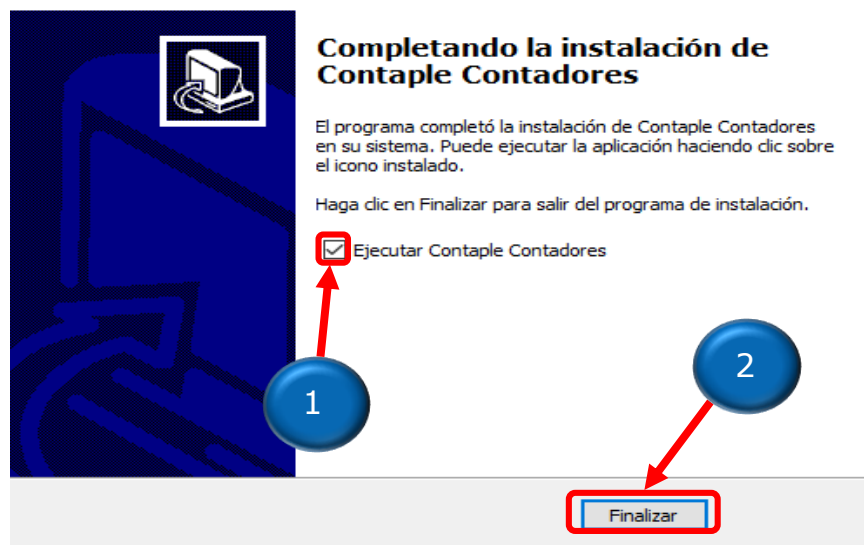 Completando la instalación de
Contaple Contadores
El programa completó la instalación de Contaple Contadores
en su sistema. Puede ejecutar la aplicación haciendo clic sobre
el icono instalado.
Haga clic en Finalizar para salir del programa de instalación.
Ejecutar Contaple Contadores
2
1
Finalizar